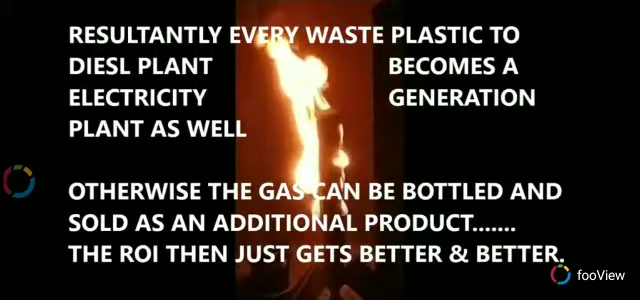 RESULTANTLY EVERY WASTE PLASTIC TO
DIESL PLANT BECOMES A
ELECTRICITY GENERATION
PLANT AS WELL
OTHERWISE THE GAS CAN BE BOTTLED AND
SOLD AS AN ADDITIONAL PRODUCT.......
THE ROI THEN JUST GETS BETTER & BETTER.
fooView